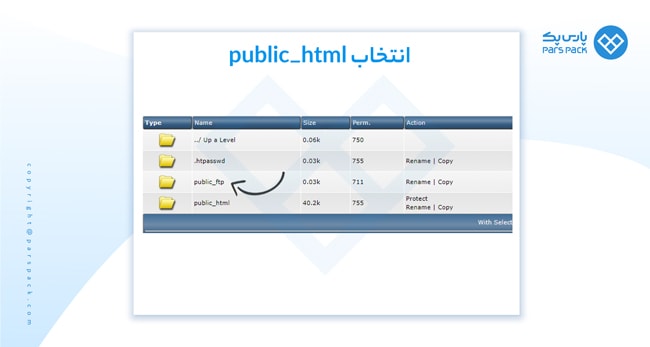 پارس پک
PARS PACK
انتخاب public_html
Type Name Size Perm. Action
../ Up a Level 0.06k 750
.htpasswd 0.03k 755 Rename | Copy
public_ftp 0.03k 711 Rename | Copy
public_html 40.2k 755 Protect
Rename | Copy
With Select
copyright@parspack.com